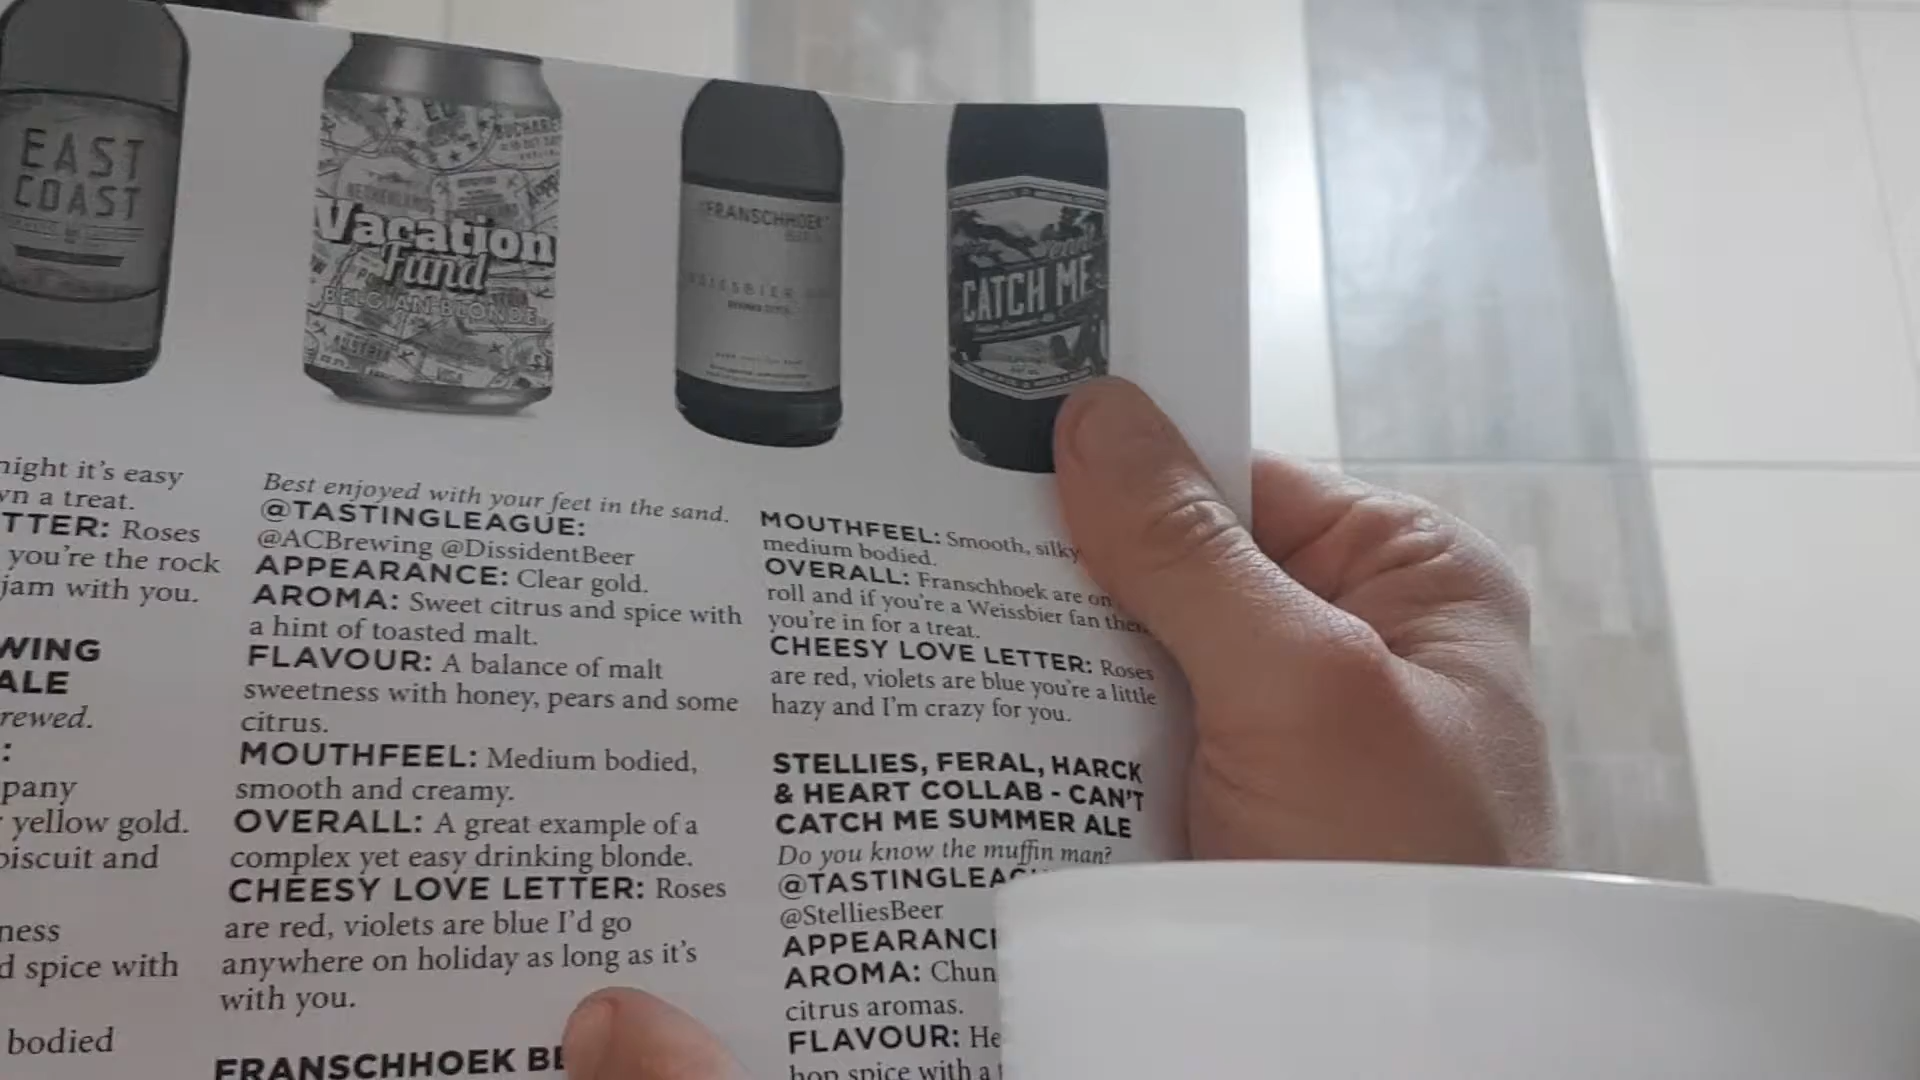 EAST
COAST
Vacation
Fund
BELGIAN BLONDE
AUSTRIA
FRANSCHHOEK
CATCH ME
night it's easy
wn a treat.
TTER: Roses
you're the rock
jam with you.
WING
ALE
rewed.
:
pany
yellow gold.
biscuit and
ness
d spice with
bodied
Best enjoyed with your feet in the sand.
@TASTINGLEAGUE:
@ACBrewing @DissidentBeer
APPEARANCE: Clear gold.
AROMA: Sweet citrus and spice with
a hint of toasted malt.
FLAVOUR: A balance of malt
sweetness with honey, pears and some
citrus.
MOUTHFEEL: Medium bodied,
smooth and creamy.
OVERALL: A great example of a
complex yet easy drinking blonde.
CHEESY LOVE LETTER: Roses
are red, violets are blue I'd go
anywhere on holiday as long as it's
with you.
FRANSCHHOEK BE
MOUTHFEEL: Smooth, silky
medium bodied.
OVERALL: Franschhoek are on
roll and if you're a Weissbier fan then
you're in for a treat.
CHEESY LOVE LETTER: Roses
are red, violets are blue you're a little
hazy and I'm crazy for you.
STELLIES, FERAL, HARCK
& HEART COLLAB - CAN'T
CATCH ME SUMMER ALE
Do you know the muffin man?
@TASTINGLEAG
@StelliesBeer
APPEARANC
AROMA: Chun
citrus aromas.
FLAVOUR: He
hop spice with a